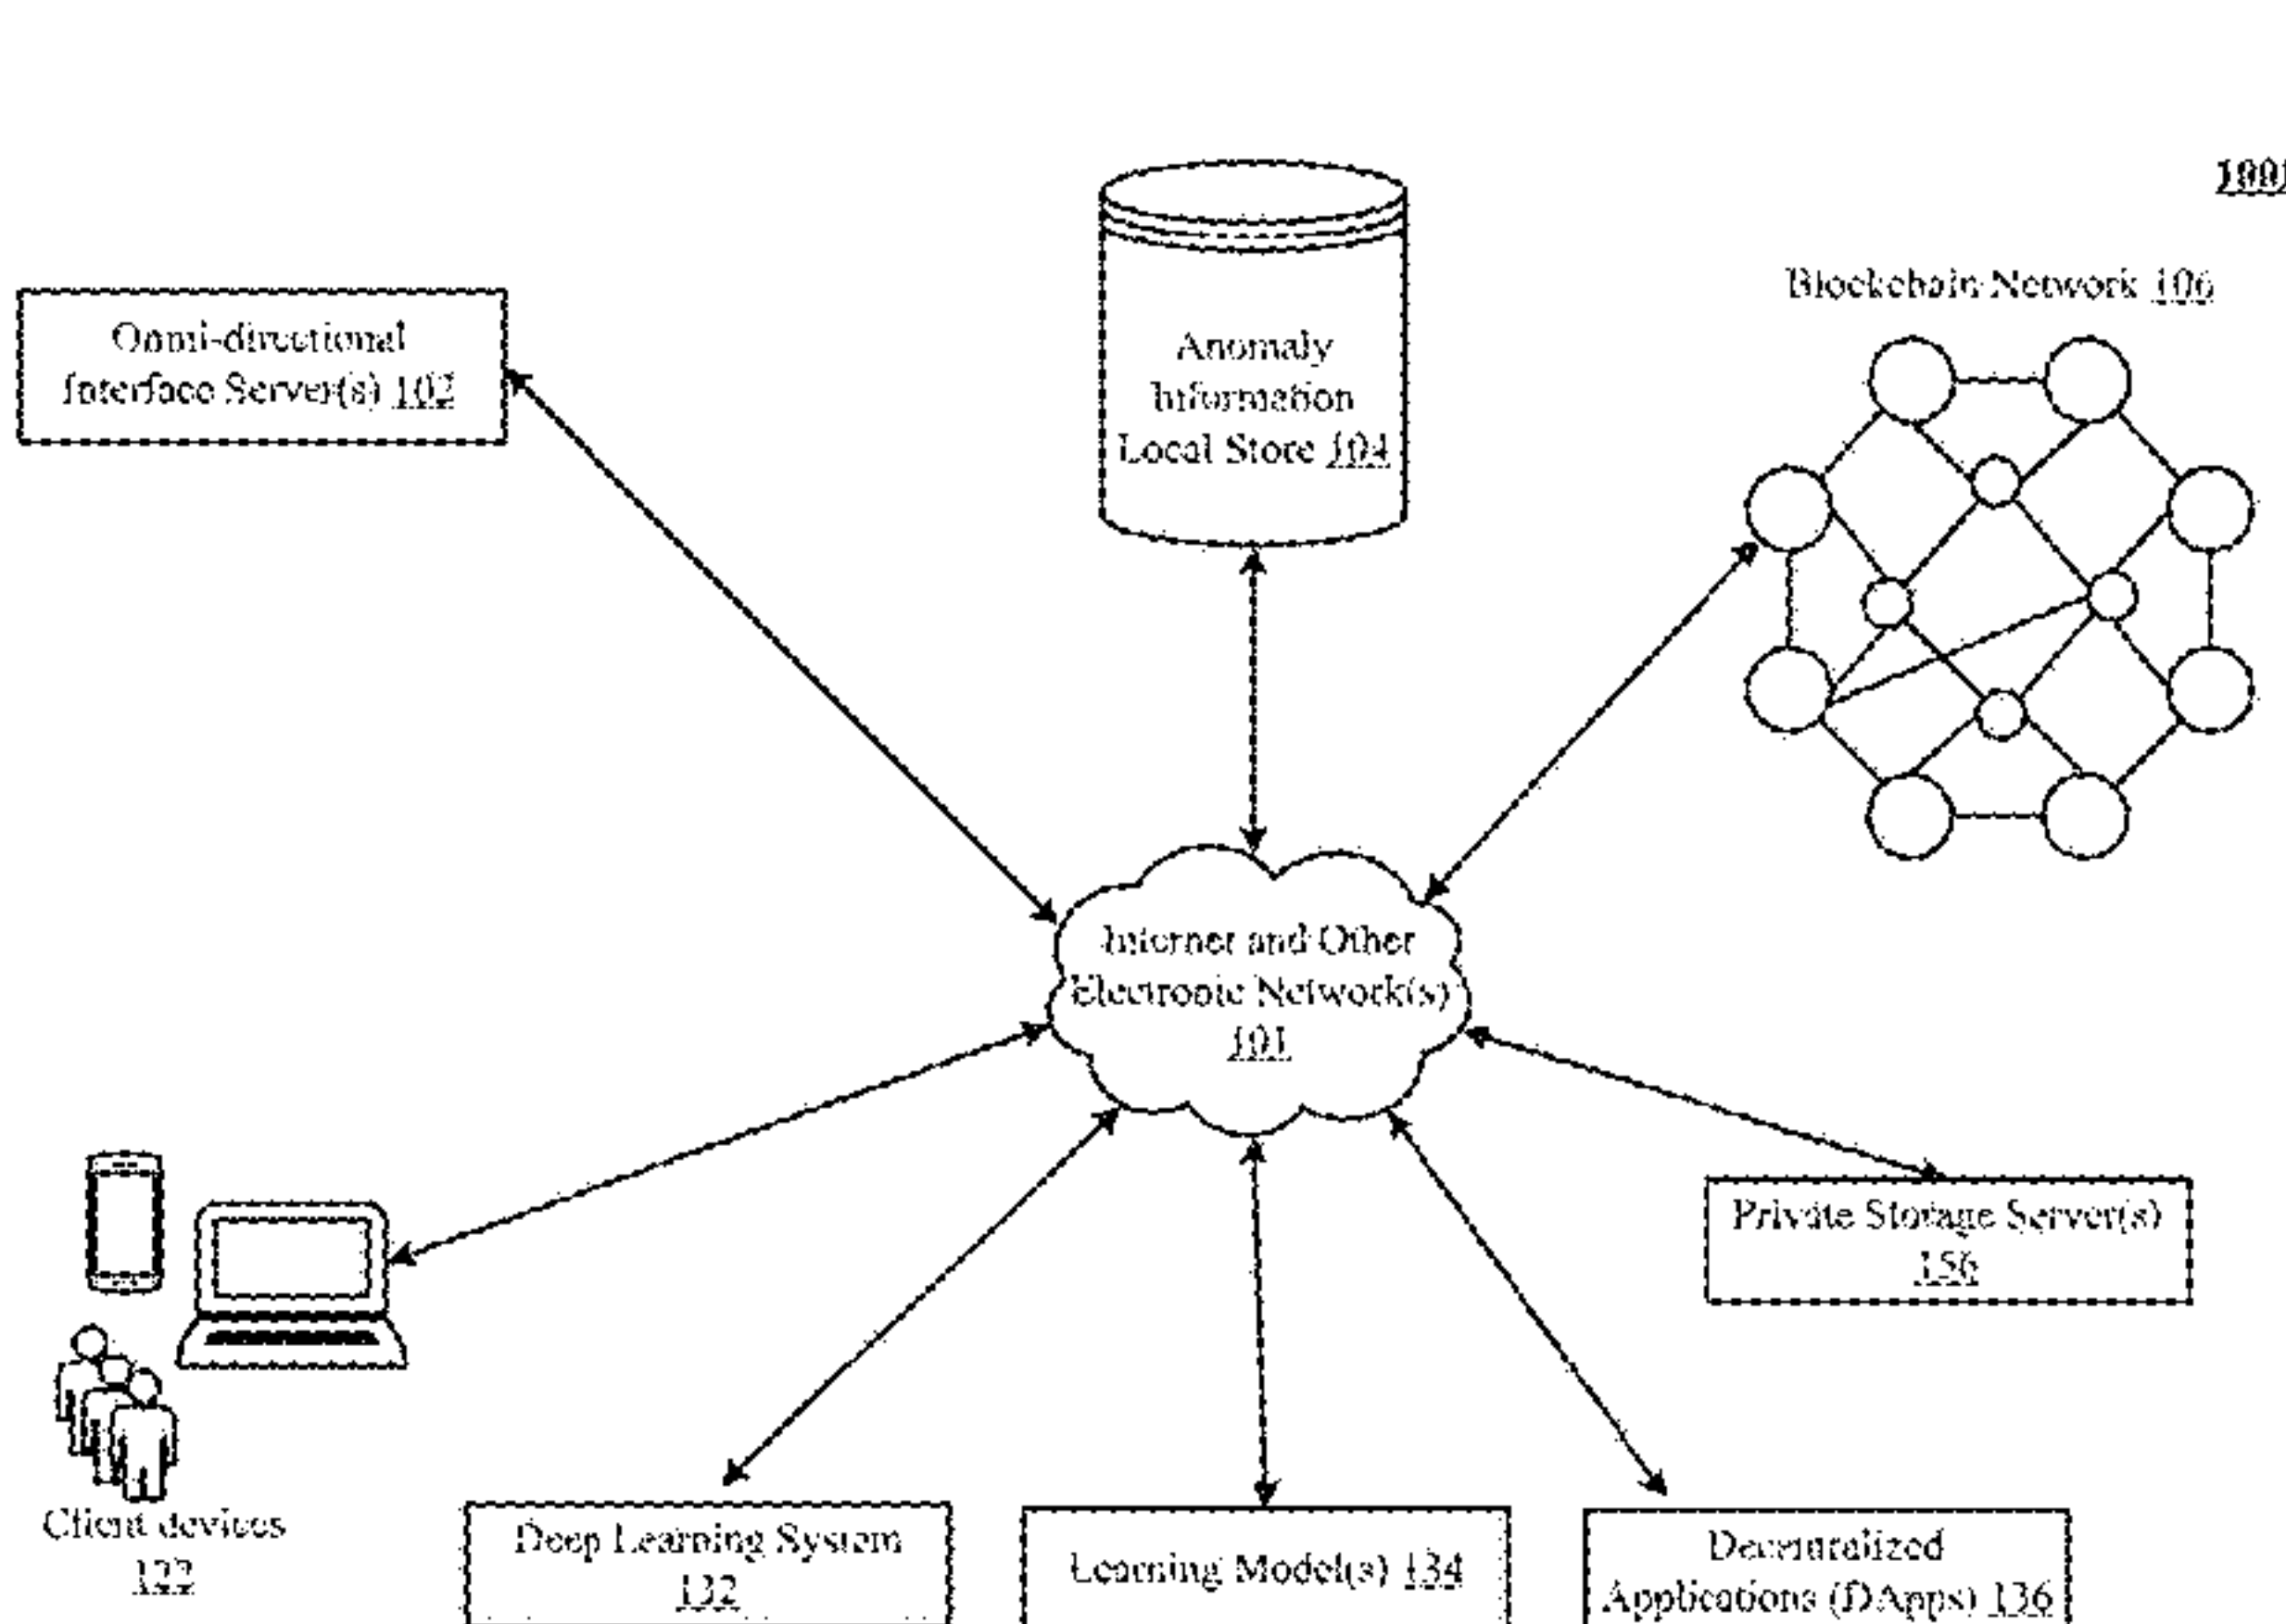 Omni-directional
Interface Server(s) 102
Anomaly
Information
Local Store 104
Blockchain Network 106
Internet and Other
Electronic Network(s)
101
Private Storage Server(s)
156
Client devices
122
Deep Learning System
132
Learning Model(s) 134
Decentralized
Applications (DApps) 136